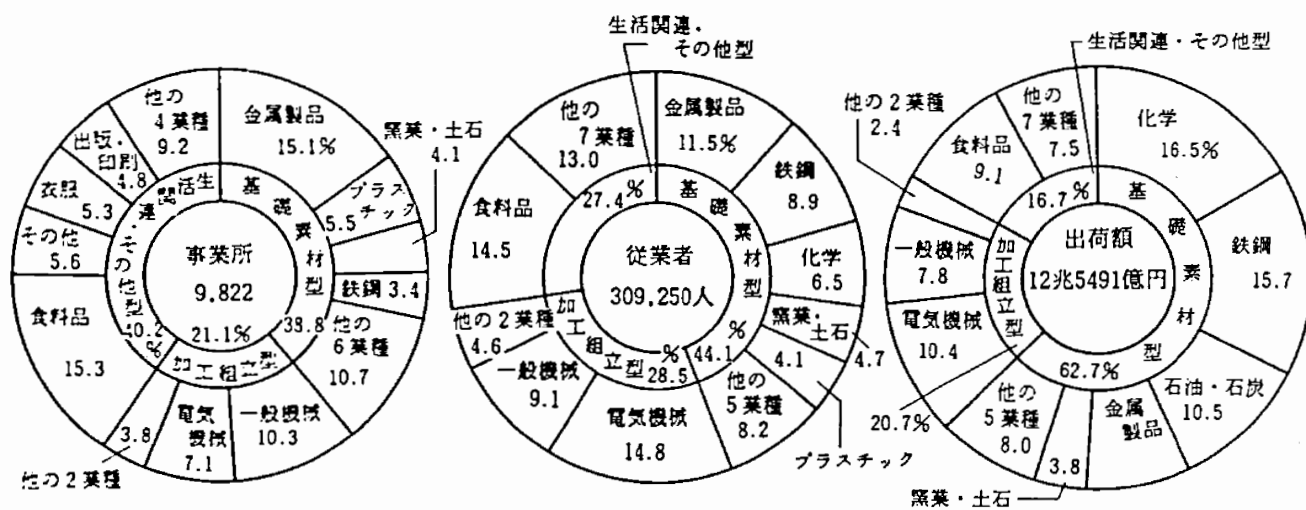 事業所
9,822
基礎素材型
38.8
金属製品
15.1%
プラスチック
5.5
窯業・土石
4.1
鉄鋼 3.4
他の
6業種
10.7
加工組立型
21.1%
一般機械
10.3
電気
機械
7.1
他の2業種
3.8
生活関連・その他型
40.2%
食料品
15.3
その他
5.6
衣服
5.3
出版・
印刷
4.8
他の
4業種
9.2
従業者
309,250人
基礎素材型
44.1%
金属製品
11.5%
鉄鋼
8.9
化学
6.5
窯業・
土石
4.7
プラスチック
4.1
他の
5業種
8.2
加工組立型
28.5%
電気機械
14.8
一般機械
9.1
他の2業種
4.6
生活関連・
その他型
27.4%
食料品
14.5
他の
7業種
13.0
出荷額
12兆5491億円
基礎素材型
62.7%
化学
16.5%
鉄鋼
15.7
石油・石炭
10.5
金属
製品
窯業・土石
3.8
他の
5業種
8.0
加工組立型
20.7%
電気機械
10.4
一般機械
7.8
他の2業種
2.4
生活関連・その他型
16.7%
食料品
9.1
他の
7業種
7.5